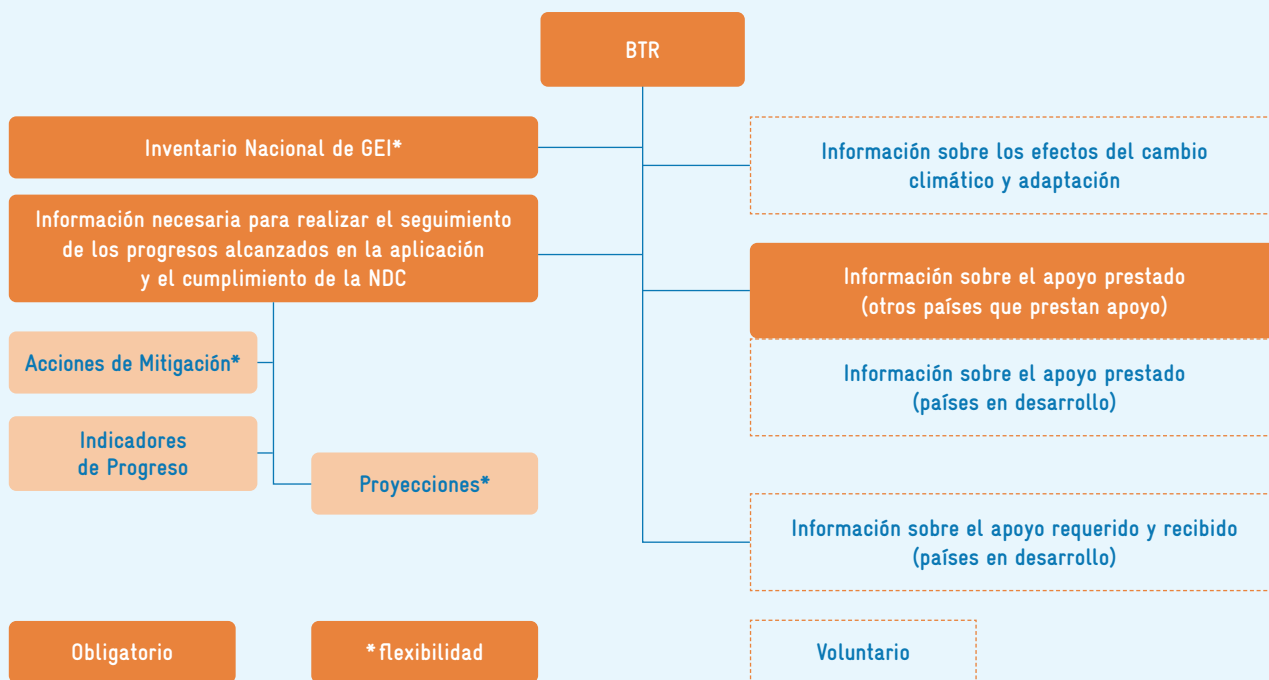 BTR
Inventario Nacional de GEI*
Información necesaria para realizar el seguimiento
de los progresos alcanzados en la aplicación
y el cumplimiento de la NDC
Acciones de Mitigación*
Indicadores
de Progreso
Proyecciones*
Información sobre los efectos del cambio
climático y adaptación
Información sobre el apoyo prestado
(otros países que prestan apoyo)
Información sobre el apoyo prestado
(países en desarrollo)
Información sobre el apoyo requerido y recibido
(países en desarrollo)
Obligatorio
*flexibilidad
Voluntario